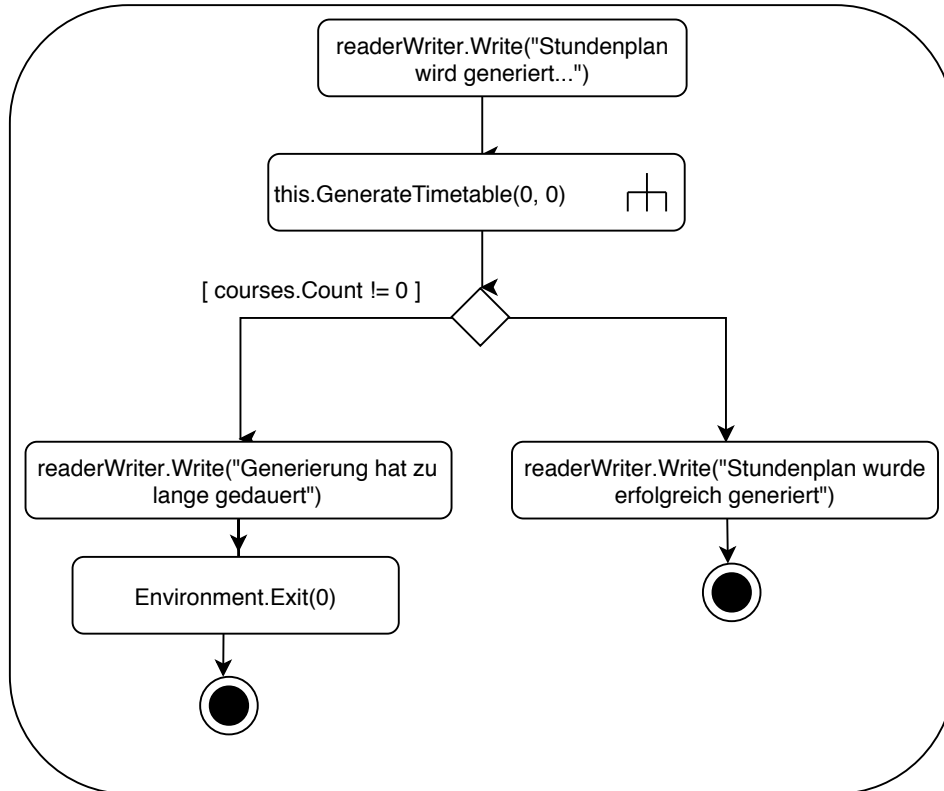 readerWriter.Write("Stundenplan
wird generiert...")
this.GenerateTimetable(0, 0)
[ courses.Count != 0 ]
readerWriter.Write("Generierung hat zu
lange gedauert")
readerWriter.Write("Stundenplan wurde
erfolgreich generiert")
Environment.Exit(0)